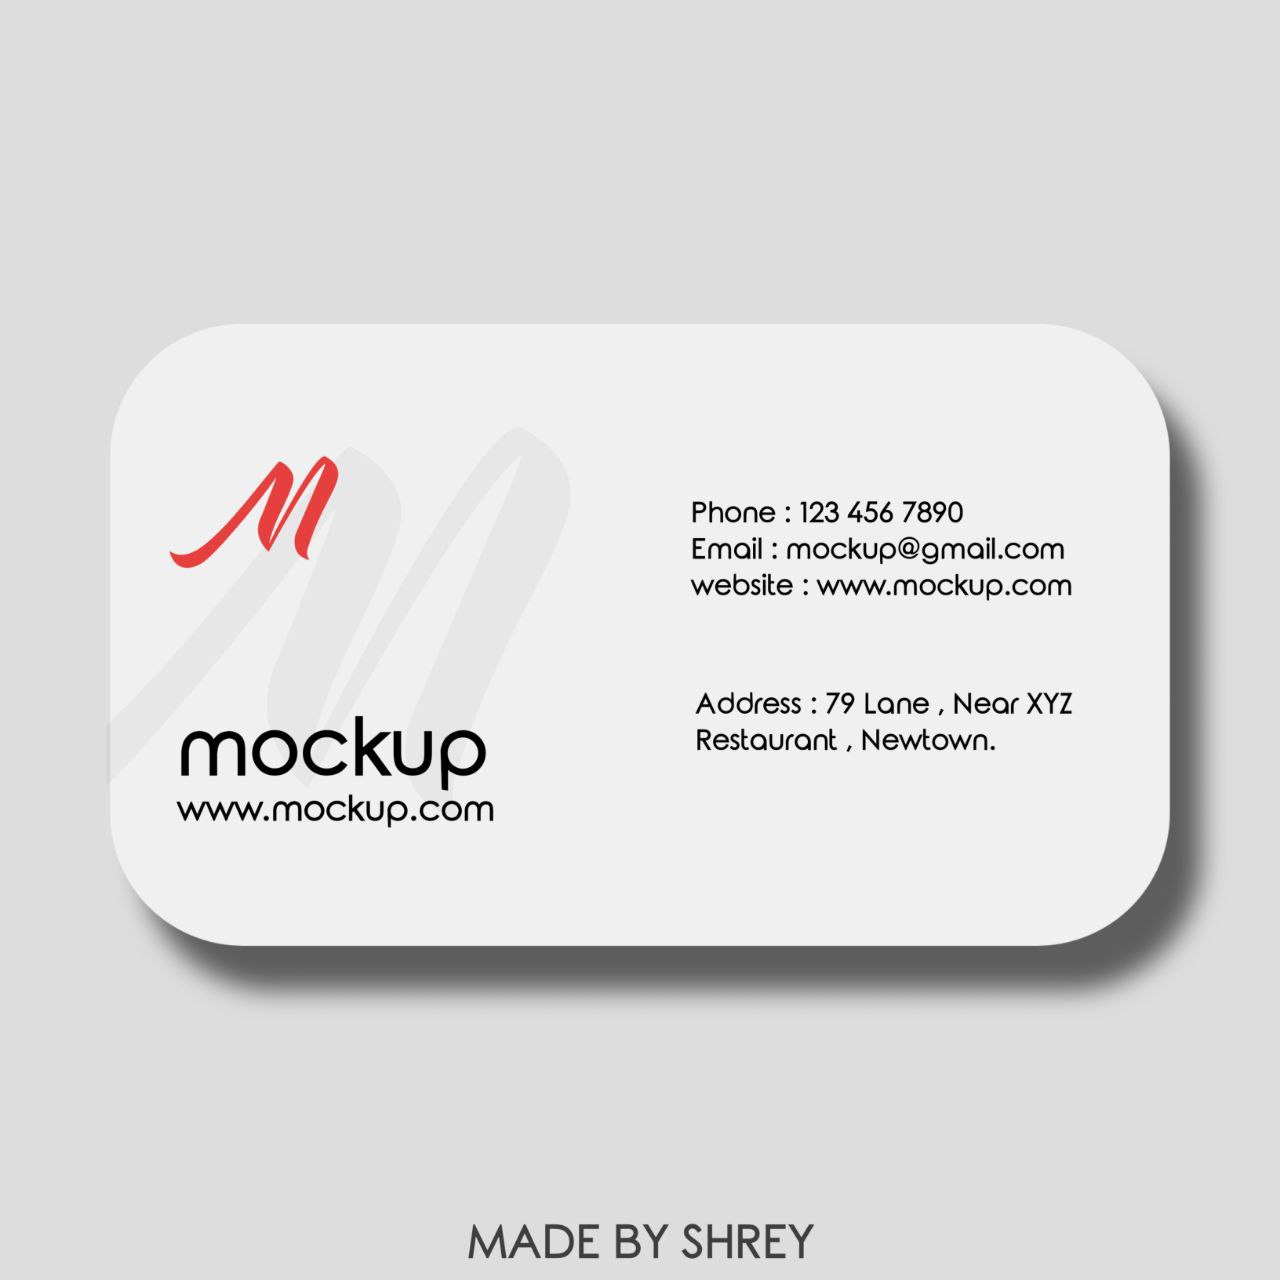 M
mockup
www.mockup.com
Phone : 123 456 7890
Email : mockup@gmail.com
website : www.mockup.com
Address : 79 Lane , Near XYZ
Restaurant , Newtown.
MADE BY SHREY